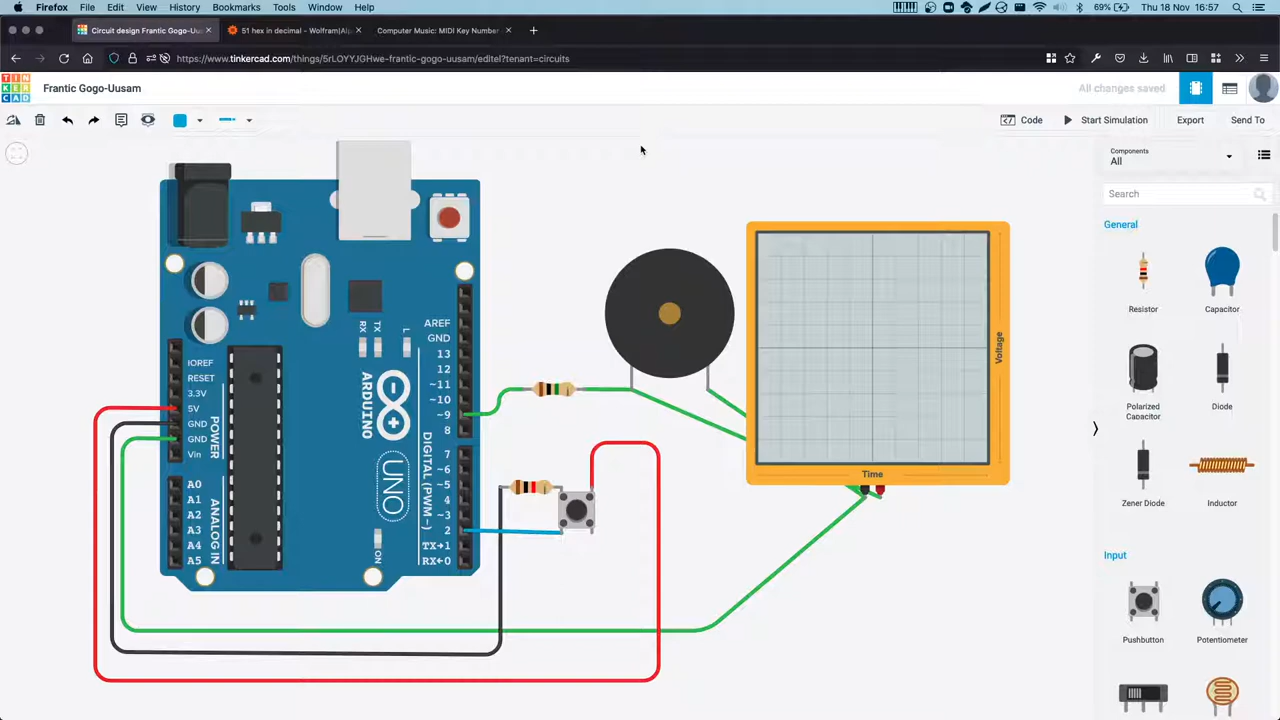 Firefox File Edit View History Bookmarks Tools Window Help 69% Thu 18 Nov 16:57
Circuit design Frantic Gogo-Uu 51 hex in decimal - Wolfram|Alp Computer Music: MIDI Key Number
https://www.tinkercad.com/things/5rLOYYJGHwe-frantic-gogo-uusam/editel?tenant=circuits
TIN
KER
CAD
Frantic Gogo-Uusam
All changes saved
Code Start Simulation Export Send To
Components
All
Search
General
Resistor Capacitor
Polarized Capacitor Diode
Zener Diode Inductor
Input
Pushbutton Potentiometer
IOREF
RESET
3.3V
5V
GND
GND
Vin
POWER
A0
A1
A2
A3
A4
A5
ANALOG IN
RX
TX
L
ARDUINO
UNO
ON
AREF
GND
13
12
~11
~10
~9
8
7
~6
~5
4
~3
2
TX→1
RX←0
DIGITAL (PWM~)
Voltage
Time